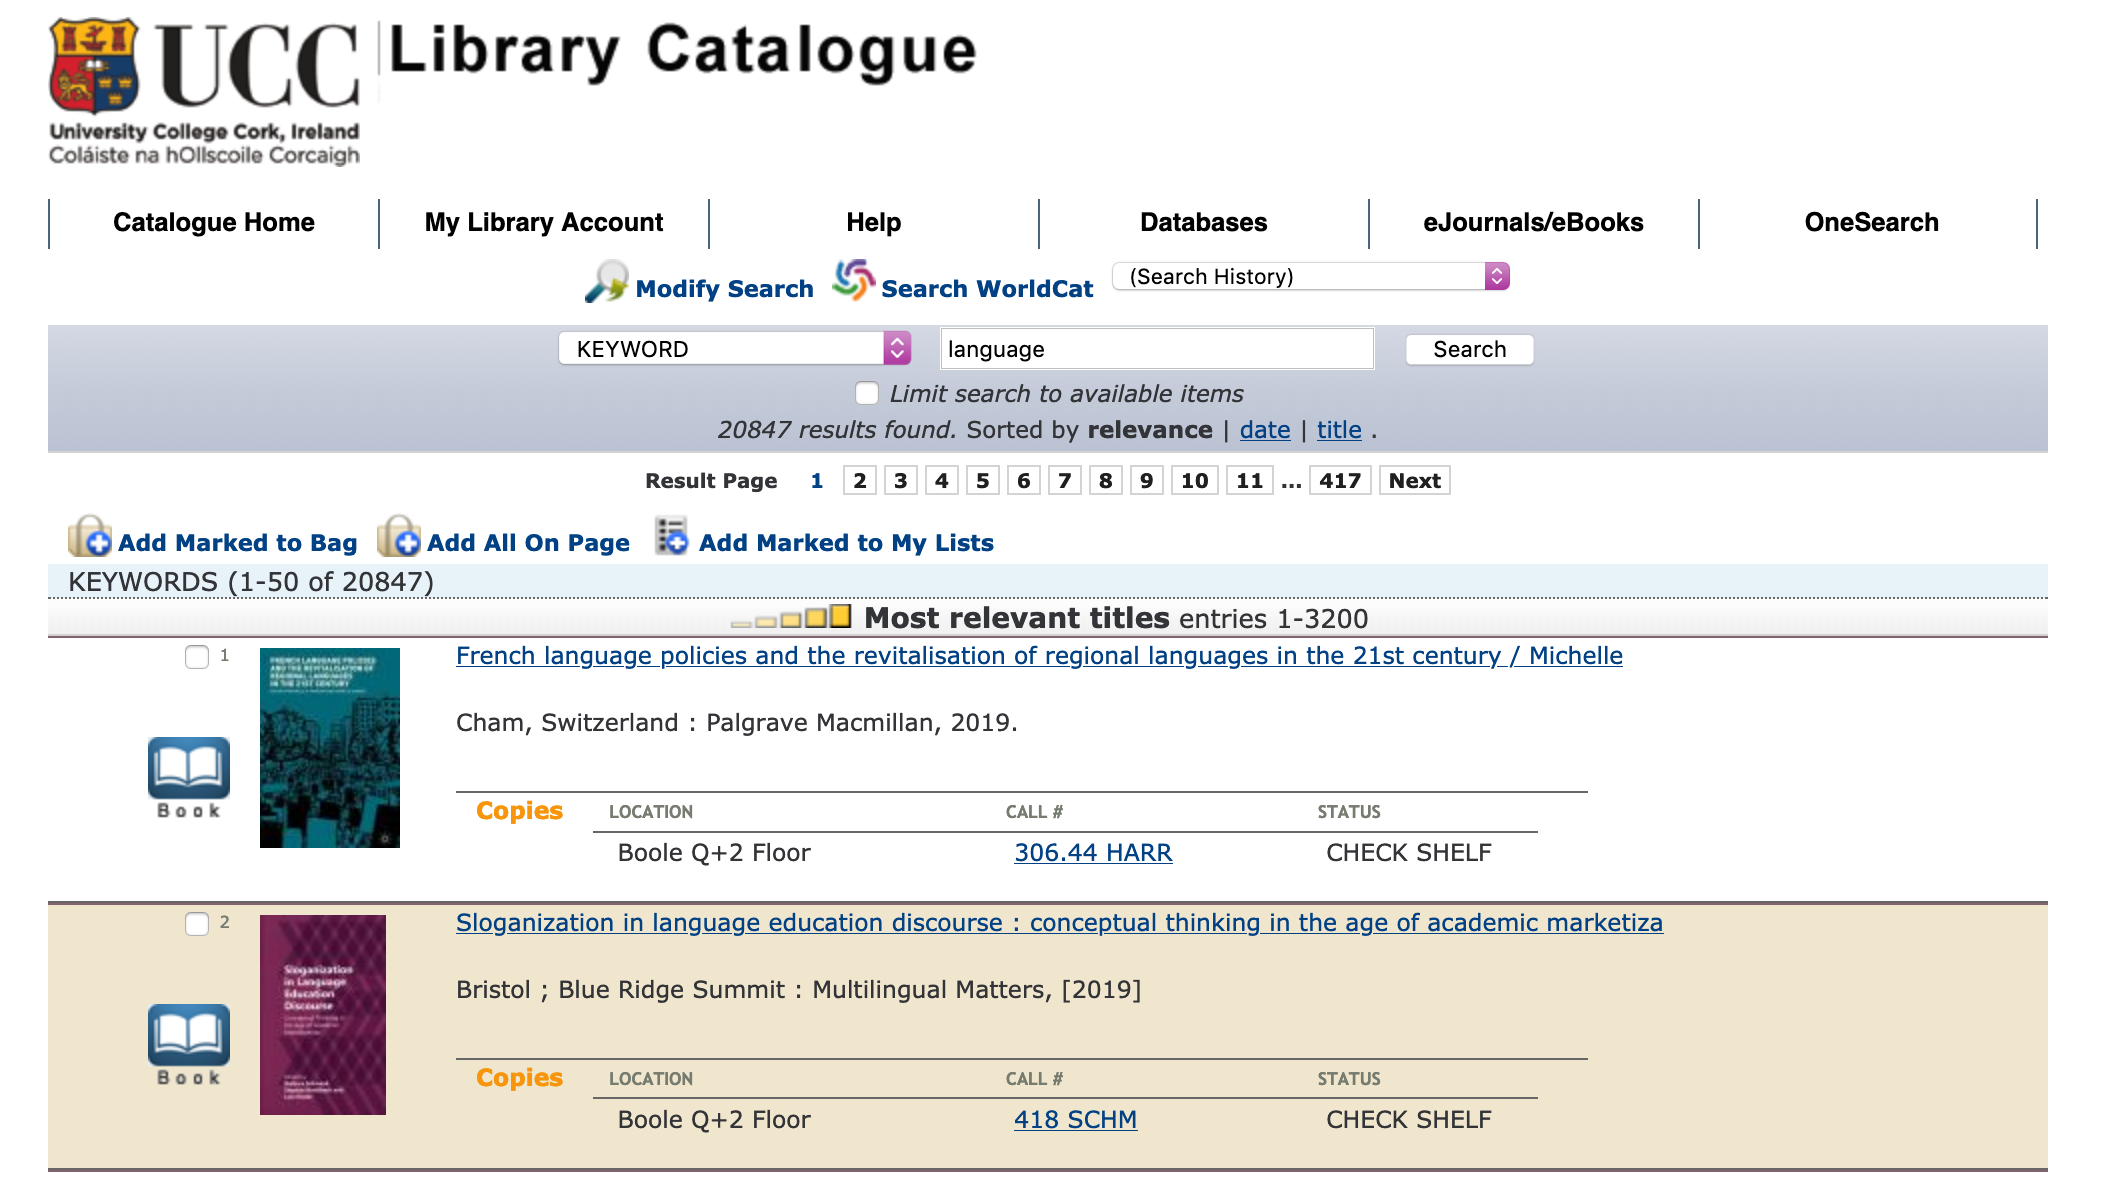 UCC
Library Catalogue
University College Cork, Ireland
Coláiste na hOllscoile Corcaigh
Catalogue Home My Library Account Help Databases eJournals/eBooks OneSearch
Modify Search Search WorldCat (Search History)
KEYWORD language Search
Limit search to available items
20847 results found. Sorted by relevance | date | title .
Result Page 1 2 3 4 5 6 7 8 9 10 11 ... 417 Next
Add Marked to Bag Add All On Page Add Marked to My Lists
KEYWORDS (1-50 of 20847)
Most relevant titles entries 1-3200
1
French language policies and the revitalisation of regional languages in the 21st century / Michelle
FRENCH LANGUAGE POLICIES
AND THE REVITALISATION OF
REGIONAL LANGUAGES
IN THE 21ST CENTURY
Cham, Switzerland : Palgrave Macmillan, 2019.
Book
Copies LOCATION CALL # STATUS
Boole Q+2 Floor 306.44 HARR CHECK SHELF
2
Sloganization in language education discourse : conceptual thinking in the age of academic marketiza
Sloganization
in Language
Education
Discourse
Bristol ; Blue Ridge Summit : Multilingual Matters, [2019]
Book
Copies LOCATION CALL # STATUS
Boole Q+2 Floor 418 SCHM CHECK SHELF